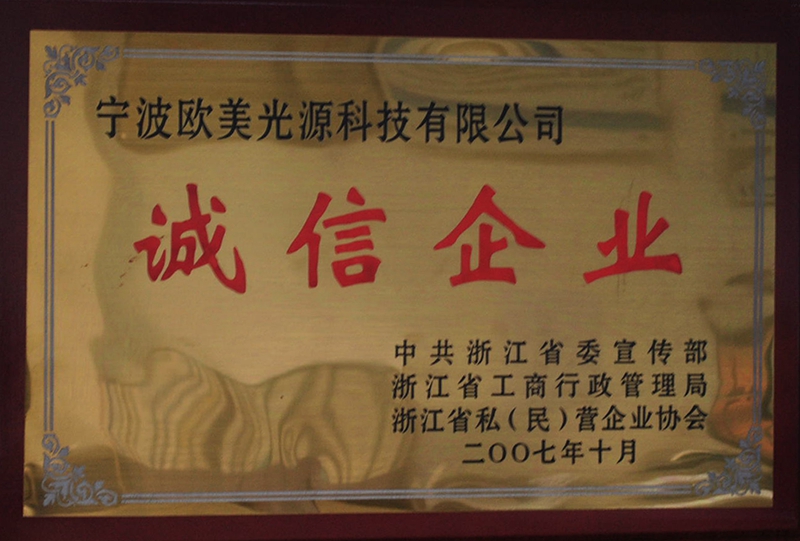 宁波欧美光源科技有限公司
诚信企业
中共浙江省委宣传部
浙江省工商行政管理局
浙江省私(民)营企业协会
二〇〇七年十月